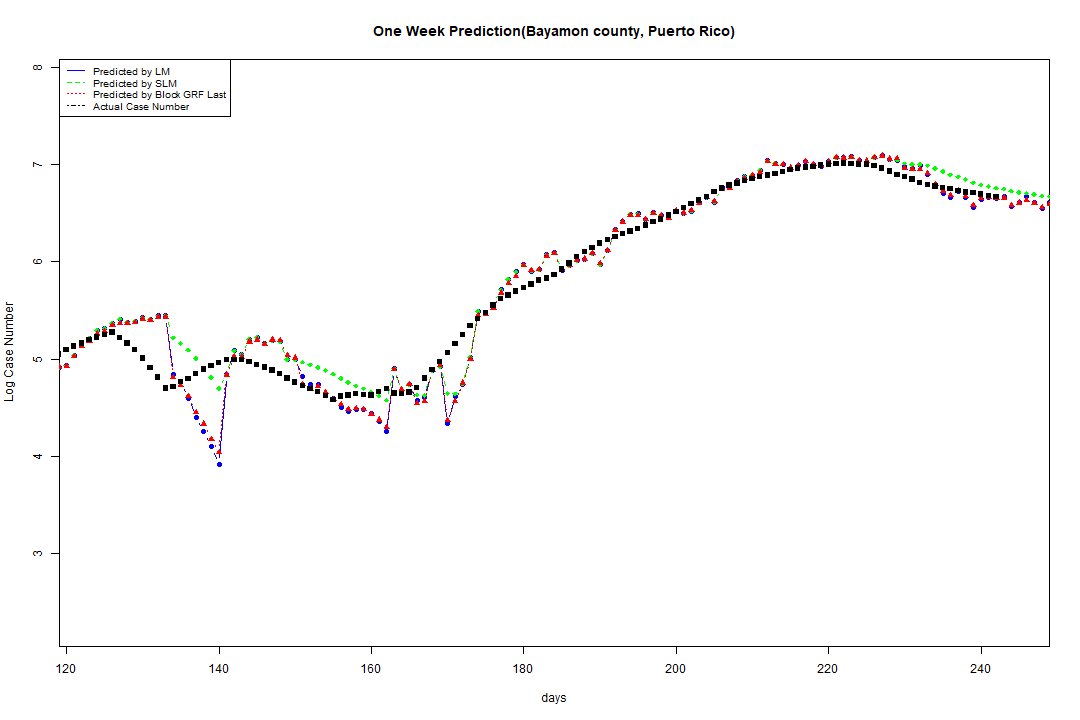 One Week Prediction(Bayamon county, Puerto Rico)
Predicted by LM
Predicted by SLM
Predicted by Block GRF Last
Actual Case Number
8
7
6
5
4
3
Log Case Number
120 140 160 180 200 220 240
days